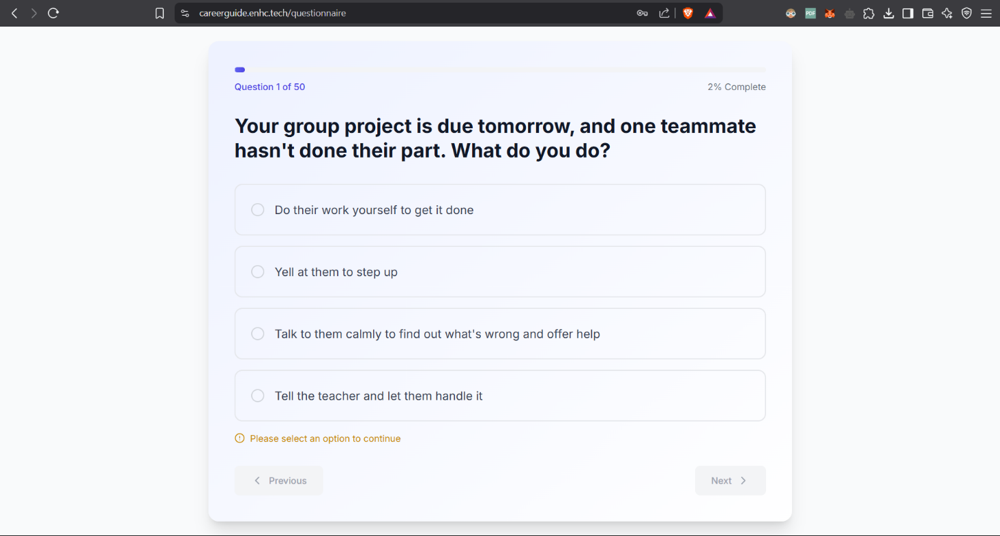 careerguide.enhc.tech/questionnaire
PDF
Question 1 of 50
2% Complete
Your group project is due tomorrow, and one teammate
hasn't done their part. What do you do?
Do their work yourself to get it done
Yell at them to step up
Talk to them calmly to find out what's wrong and offer help
Tell the teacher and let them handle it
Please select an option to continue
Previous
Next